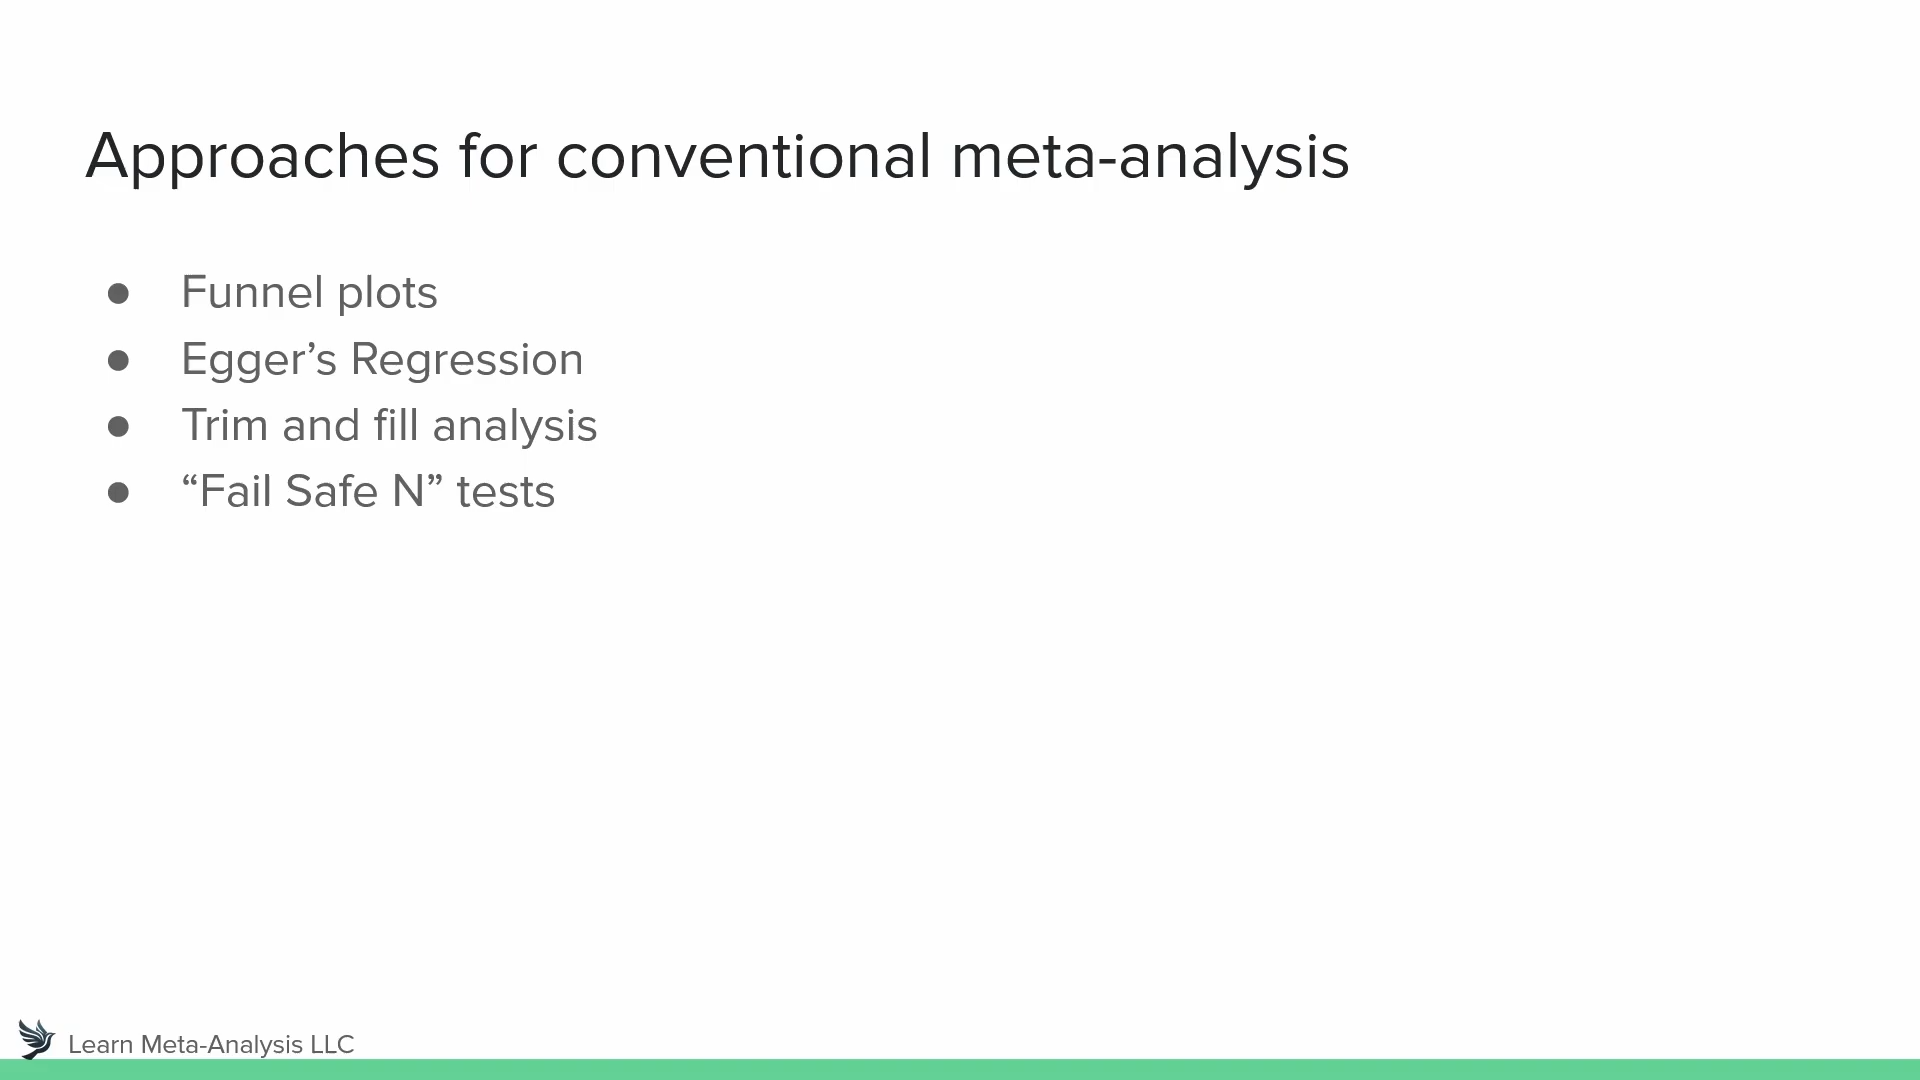 Approaches for conventional meta-analysis
● Funnel plots
● Egger’s Regression
● Trim and fill analysis
● “Fail Safe N” tests
Learn Meta-Analysis LLC